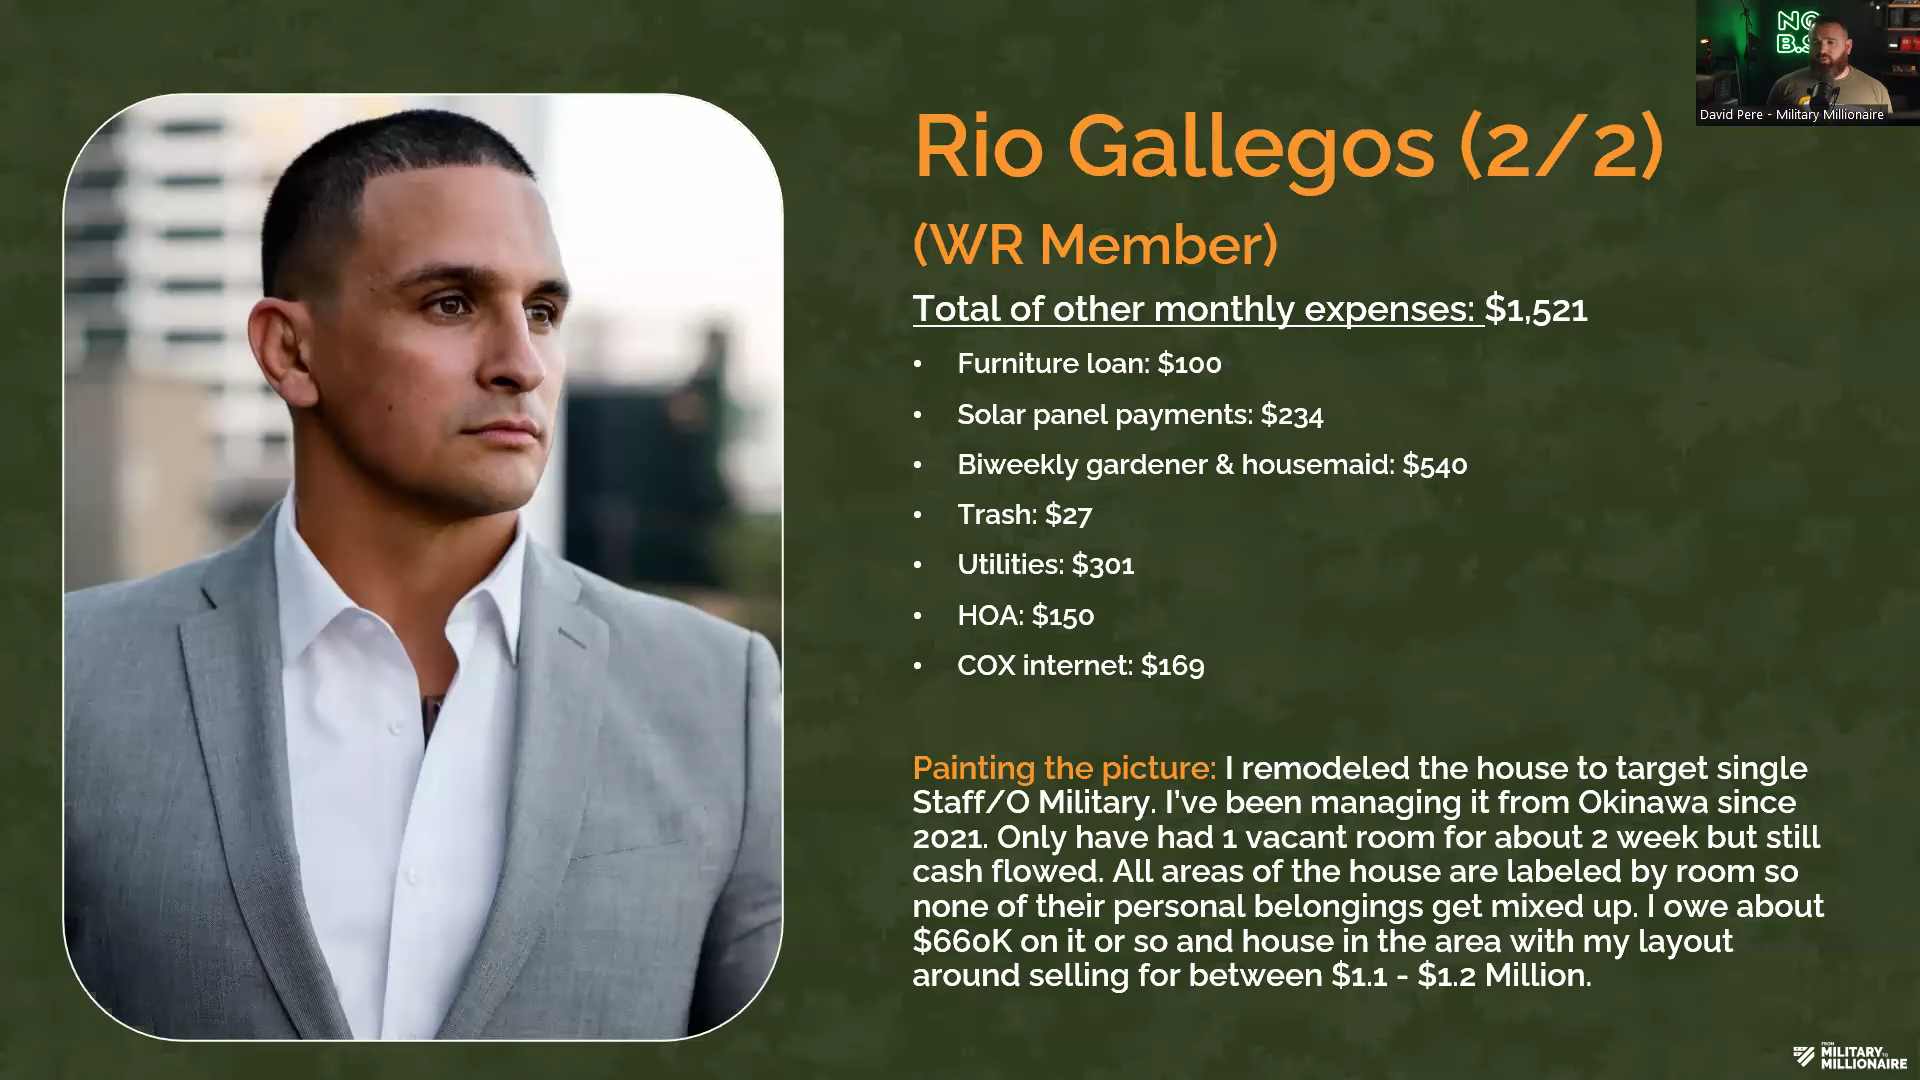 NO
B.S
David Pere - Military Millionaire
Rio Gallegos (2/2)
(WR Member)
Total of other monthly expenses: $1,521
• Furniture loan: $100
• Solar panel payments: $234
• Biweekly gardener & housemaid: $540
• Trash: $27
• Utilities: $301
• HOA: $150
• COX internet: $169
Painting the picture: I remodeled the house to target single
Staff/O Military. I've been managing it from Okinawa since
2021. Only have had 1 vacant room for about 2 week but still
cash flowed. All areas of the house are labeled by room so
none of their personal belongings get mixed up. I owe about
$660K on it or so and house in the area with my layout
around selling for between $1.1 - $1.2 Million.
FROM
MILITARY TO
MILLIONAIRE